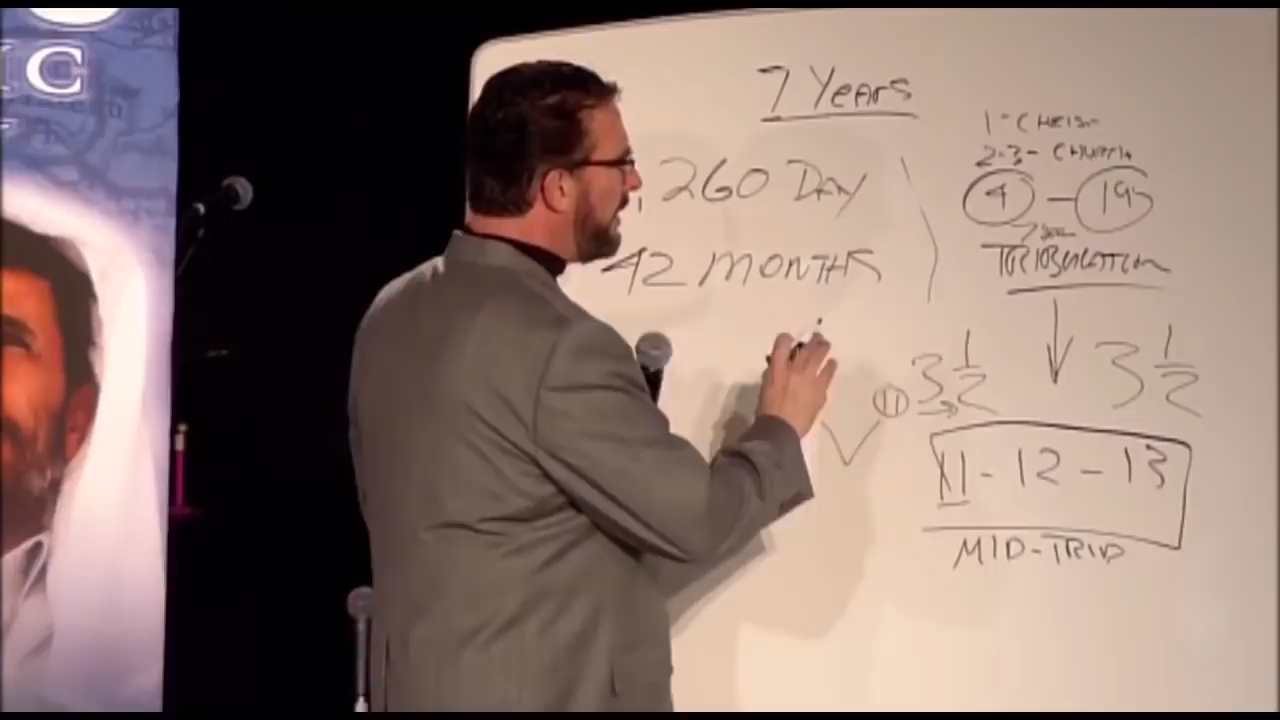 C
7 Years
1 - CHRIST
2-3 - CHURCH
4 - 19
,260 DAY
TRIBULATION
42 MONTHS
3 1/2 3 1/2
11
11 - 12 - 13
MID-TRIB